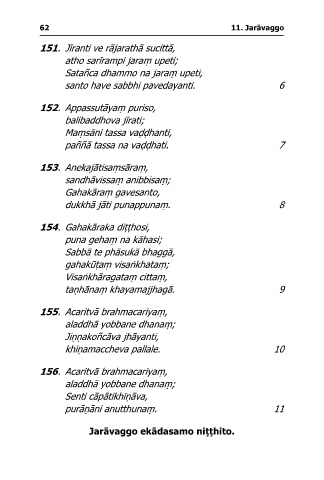 62 11. Jarāvaggo
151. Jīranti ve rājarathā sucittā,
atho sarīrampi jaraṃ upeti;
Satañca dhammo na jaraṃ upeti,
santo have sabbhi pavedayanti. 6
152. Appassutāyaṃ puriso,
balibaddhova jīrati;
Maṃsāni tassa vaḍḍhanti,
paññā tassa na vaḍḍhati. 7
153. Anekajātisaṃsāraṃ,
sandhāvissaṃ anibbisaṃ;
Gahakāraṃ gavesanto,
dukkhā jāti punappunaṃ. 8
154. Gahakāraka diṭṭhosi,
puna gehaṃ na kāhasi;
Sabbā te phāsukā bhaggā,
gahakūṭaṃ visaṅkhataṃ;
Visaṅkhāragataṃ cittaṃ,
taṇhānaṃ khayamajjhagā. 9
155. Acaritvā brahmacariyaṃ,
aladdhā yobbane dhanaṃ;
Jiṇṇakoñcāva jhāyanti,
khīṇamaccheva pallale. 10
156. Acaritvā brahmacariyaṃ,
aladdhā yobbane dhanaṃ;
Senti cāpātikhīṇāva,
purāṇāni anutthunaṃ. 11
Jarāvaggo ekādasamo niṭṭhito.